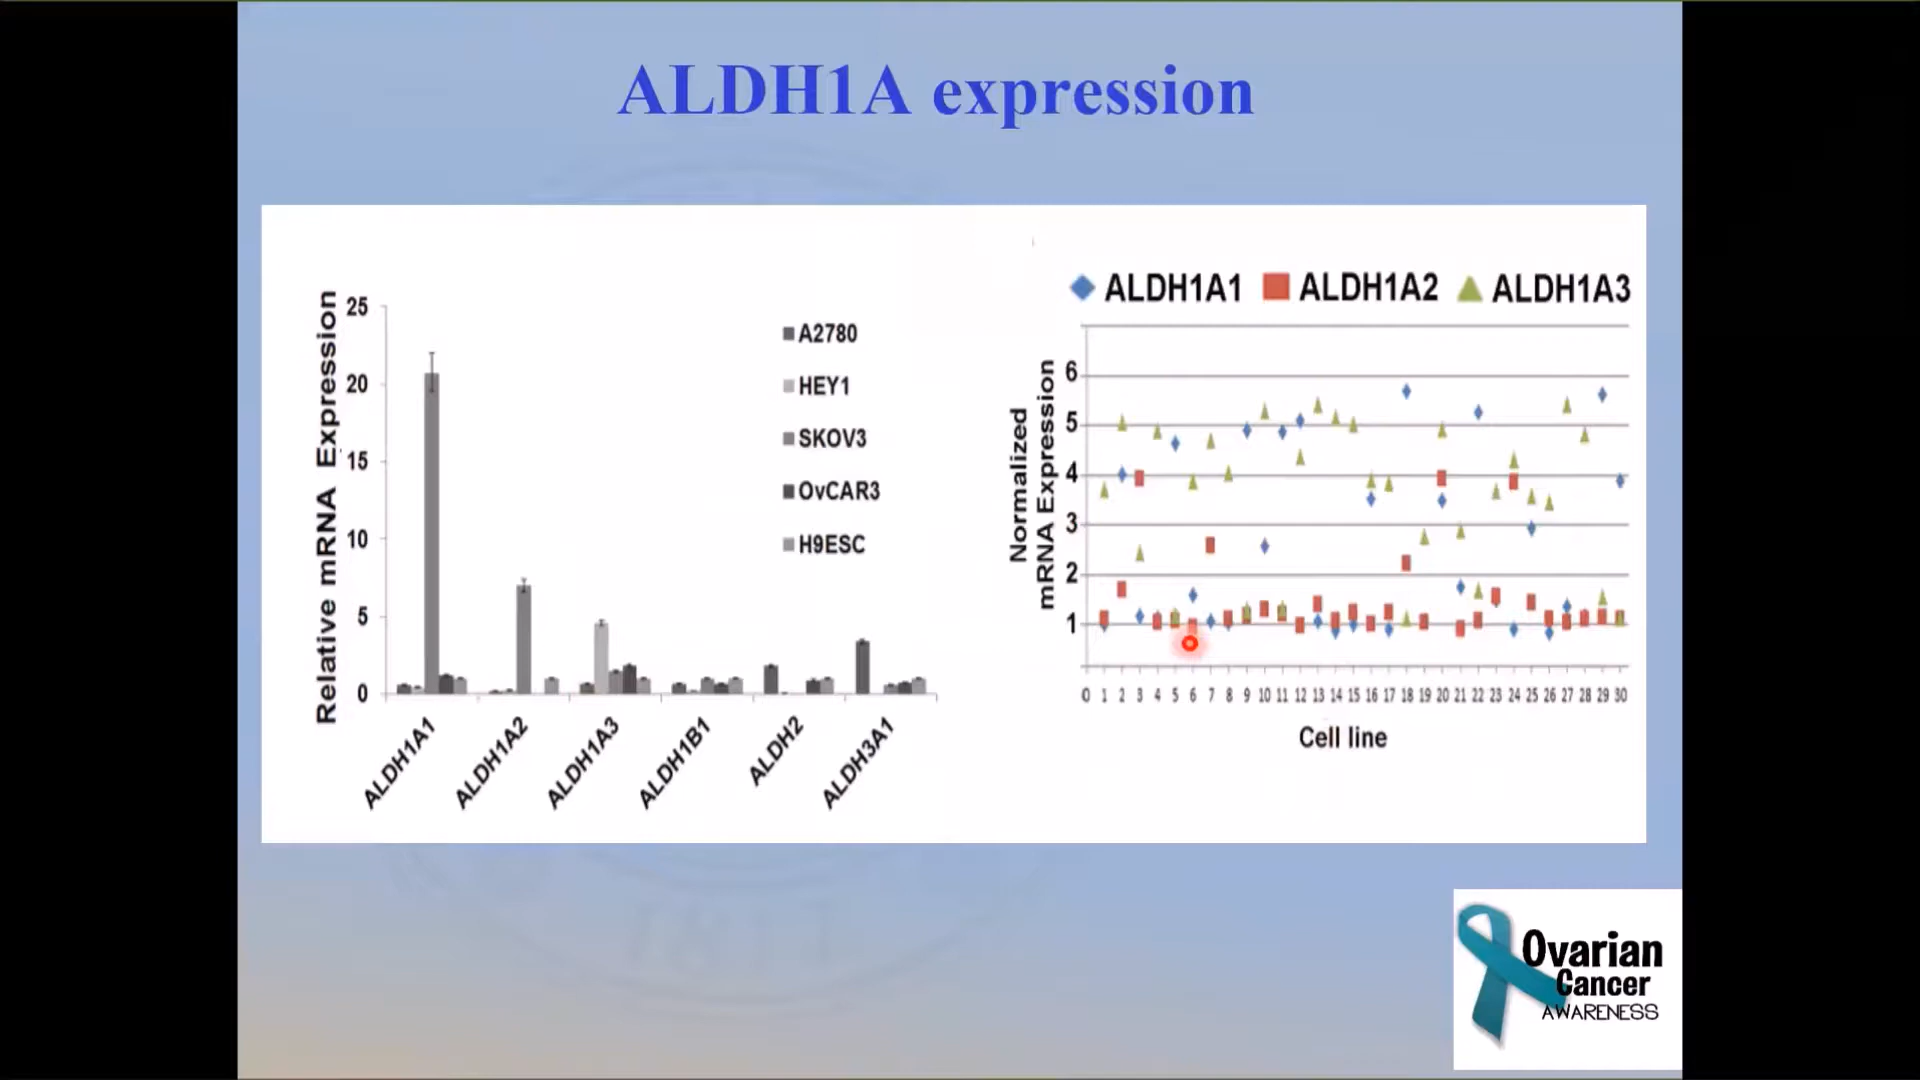 ALDH1A expression
Relative mRNA Expression
25
20
15
10
5
0
A2780
HEY1
SKOV3
OvCAR3
H9ESC
ALDH1A1
ALDH1A2
ALDH1A3
ALDH1B1
ALDH2
ALDH3A1
ALDH1A1 ALDH1A2 ALDH1A3
Normalized
mRNA Expression
6
5
4
3
2
1
0 1 2 3 4 5 6 7 8 9 10 11 12 13 14 15 16 17 18 19 20 21 22 23 24 25 26 27 28 29 30
Cell line
1817
Ovarian
Cancer
AWARENESS